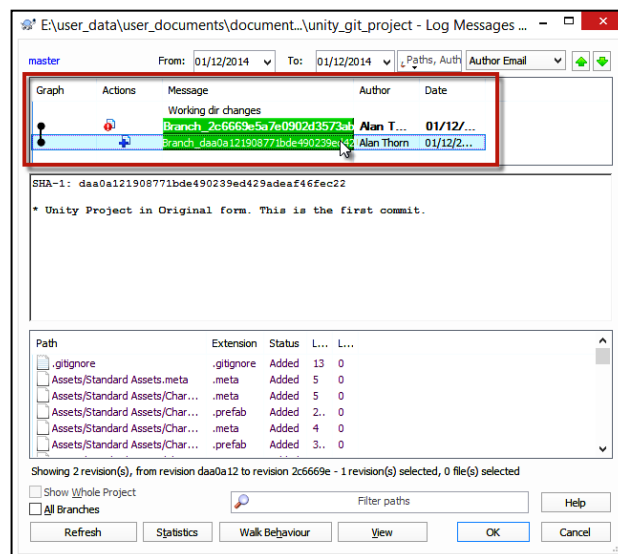 E:\user_data\user_documents\document...\unity_git_project - Log Messages ...
master From: 01/12/2014 To: 01/12/2014 Paths, Auth Author Email
Graph Actions Message Author Date
Working dir changes
Branch_2c6669e5a7e0902d3573ab Alan T... 01/12/...
Branch_daa0a121908771bde490239ed42 Alan Thorn 01/12/2...
SHA-1: daa0a121908771bde490239ed429adeaf46fec22
* Unity Project in Original form. This is the first commit.
Path Extension Status L... L...
.gitignore .gitignore Added 13 0
Assets/Standard Assets.meta .meta Added 5 0
Assets/Standard Assets/Char... .meta Added 5 0
Assets/Standard Assets/Char... .prefab Added 2.. 0
Assets/Standard Assets/Char... .meta Added 4 0
Assets/Standard Assets/Char... .prefab Added 3.. 0
Showing 2 revision(s), from revision daa0a12 to revision 2c6669e - 1 revision(s) selected, 0 file(s) selected
Show Whole Project
All Branches
Filter paths
Help
Refresh Statistics Walk Behaviour View OK Cancel